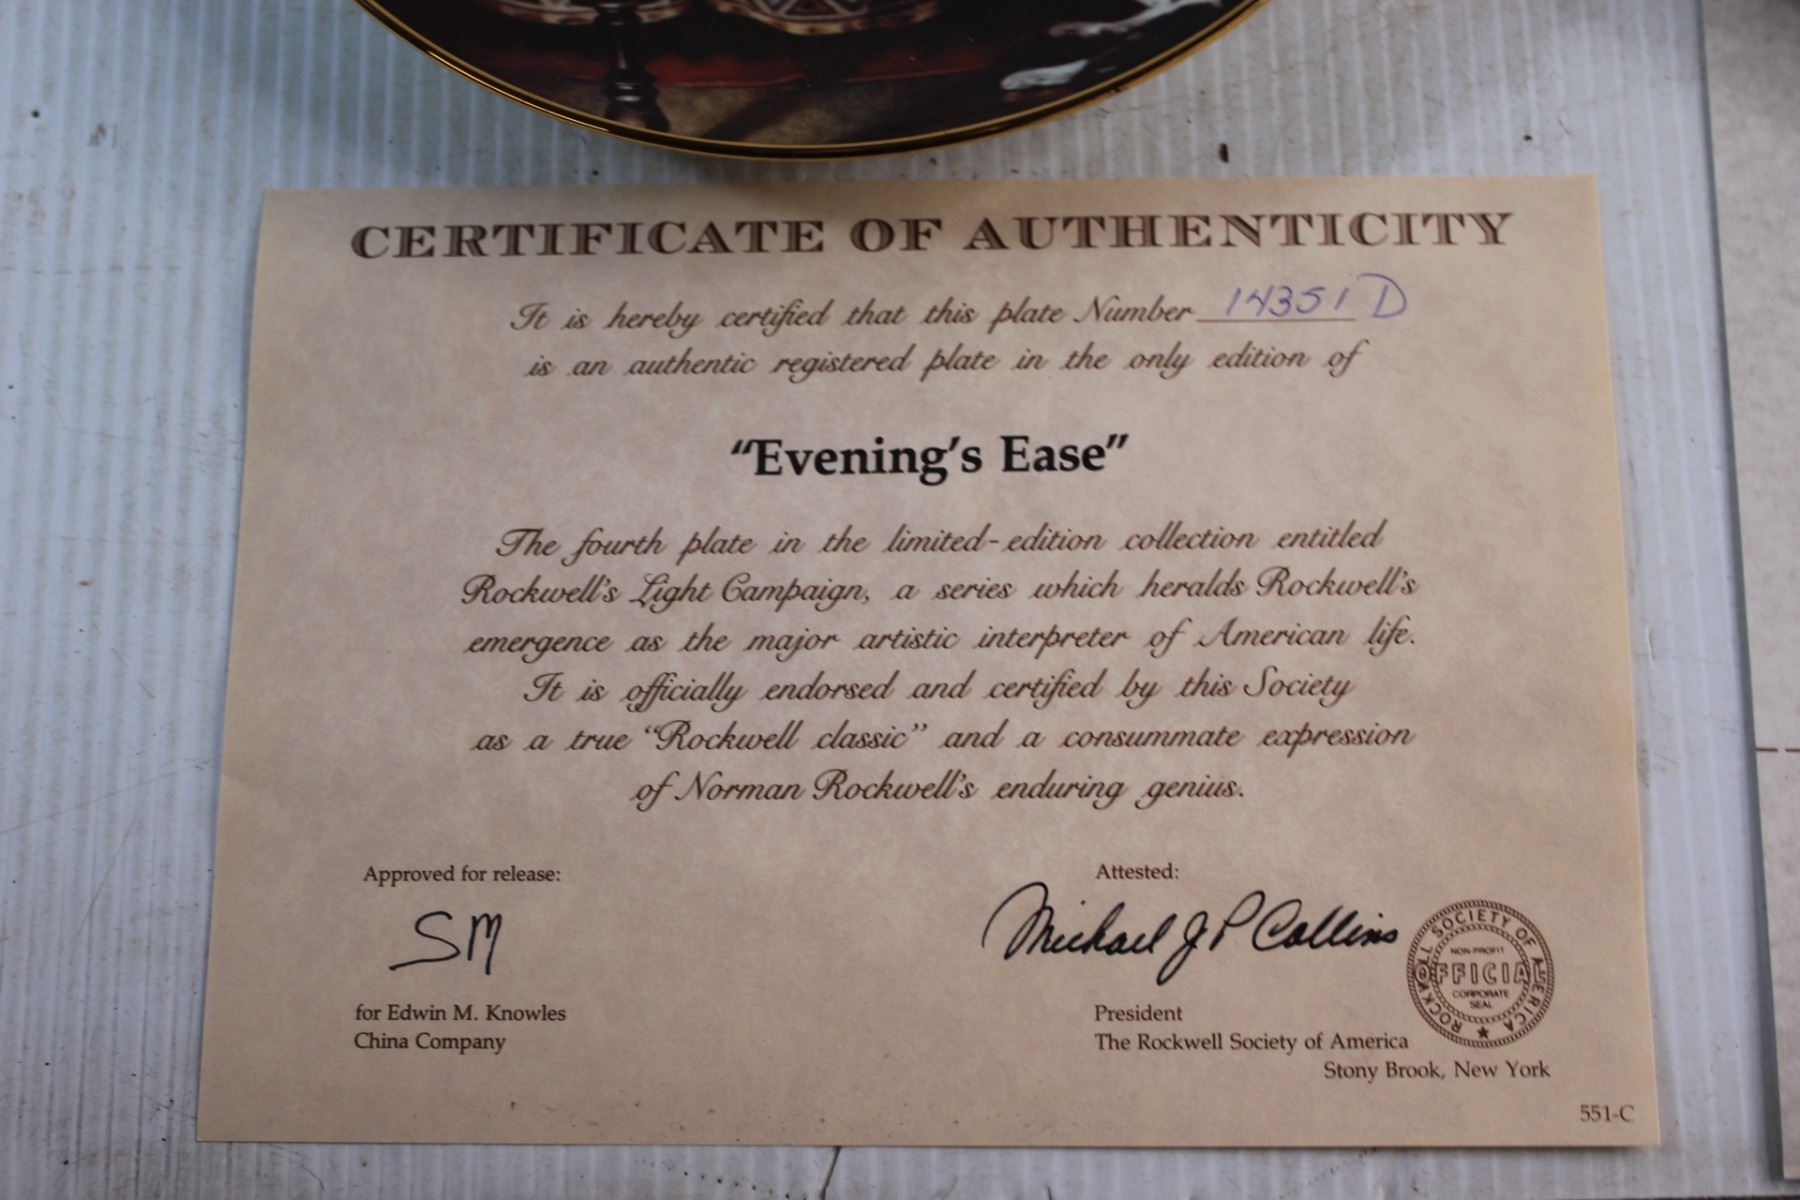 CERTIFICATE OF AUTHENTICITY
It is hereby certified that this plate Number 14351 D
is an authentic registered plate in the only edition of
"Evening's Ease"
The fourth plate in the limited-edition collection entitled
Rockwell's Light Campaign, a series which heralds Rockwell's
emergence as the major artistic interpreter of American life.
It is officially endorsed and certified by this Society
as a true "Rockwell classic" and a consummate expression
of Norman Rockwell's enduring genius.
Approved for release:
SM
for Edwin M. Knowles
China Company
Attested:
Michael J P Collins
President
The Rockwell Society of America
Stony Brook, New York
ROCKWELL SOCIETY OF AMERICA
NON-PROFIT
OFFICIAL
CORPORATE
SEAL
551-C